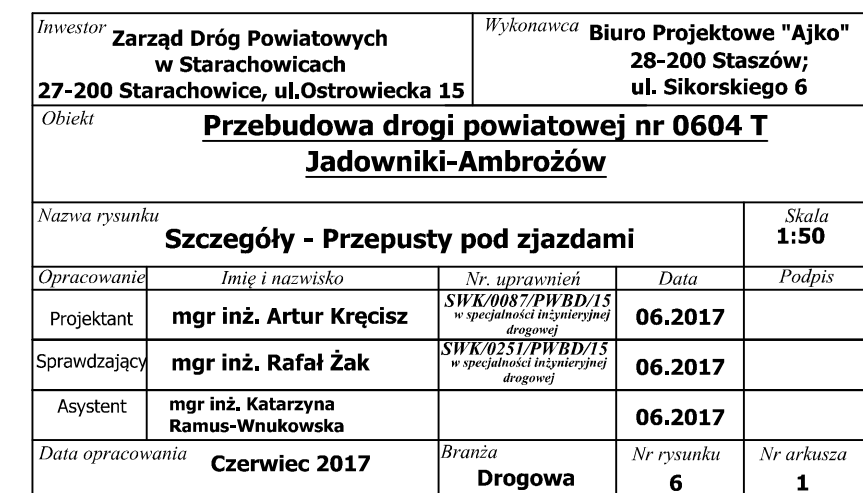 Inwestor
Zarząd Dróg Powiatowych
w Starachowicach
27-200 Starachowice, ul.Ostrowiecka 15
Wykonawca
Biuro Projektowe "Ajko"
28-200 Staszów;
ul. Sikorskiego 6
Obiekt
Przebudowa drogi powiatowej nr 0604 T
Jadowniki-Ambrożów
Nazwa rysunku
Szczegóły - Przepusty pod zjazdami
Skala
1:50
Opracowanie Imię i nazwisko Nr. uprawnień Data Podpis
Projektant mgr inż. Artur Kręcisz
SWK/0087/PWBD/15
w specjalności inżynieryjnej
drogowej
06.2017
Sprawdzający mgr inż. Rafał Żak
SWK/0251/PWBD/15
w specjalności inżynieryjnej
drogowej
06.2017
Asystent
mgr inż. Katarzyna
Ramus-Wnukowska
06.2017
Data opracowania
Czerwiec 2017
Branża
Drogowa
Nr rysunku
6
Nr arkusza
1